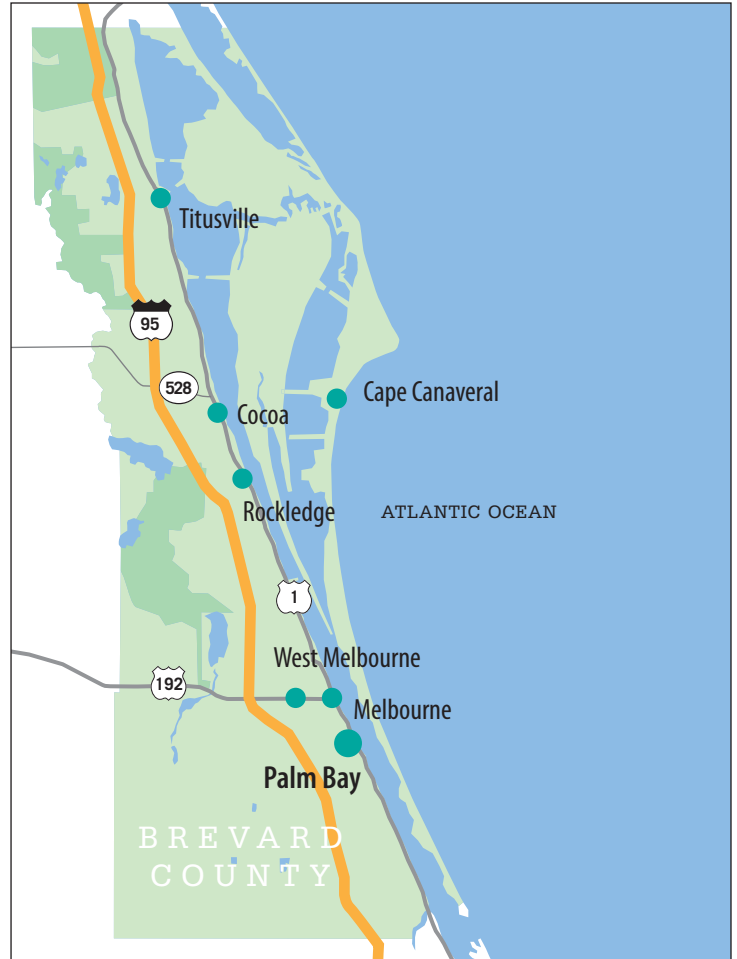 Titusville
95
528
Cape Canaveral
Cocoa
Rockledge
ATLANTIC OCEAN
1
West Melbourne
192
Melbourne
Palm Bay
BREVARD
COUNTY